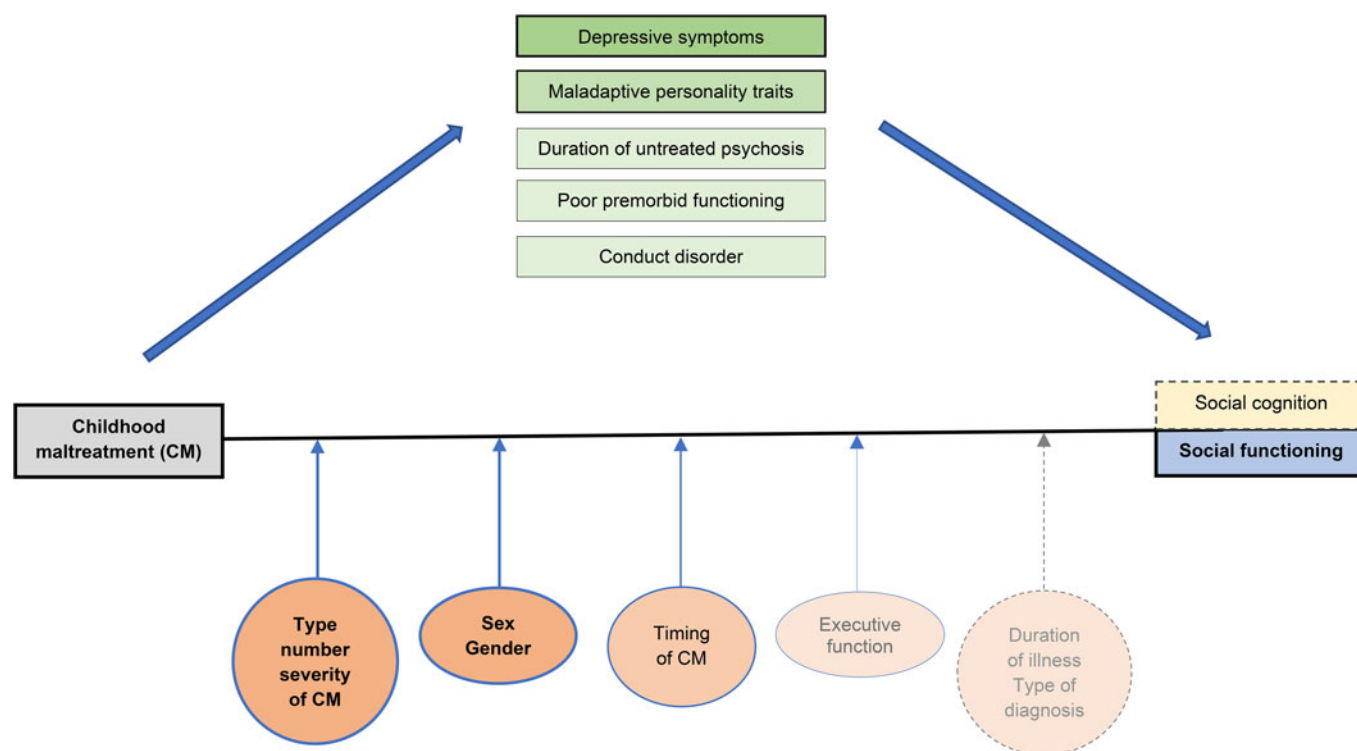 Depressive symptoms
Maladaptive personality traits
Duration of untreated psychosis
Poor premorbid functioning
Conduct disorder
Childhood
maltreatment (CM)
Social cognition
Social functioning
Type
number
severity
of CM
Sex
Gender
Timing
of CM
Executive
function
Duration
of illness
Type of
diagnosis